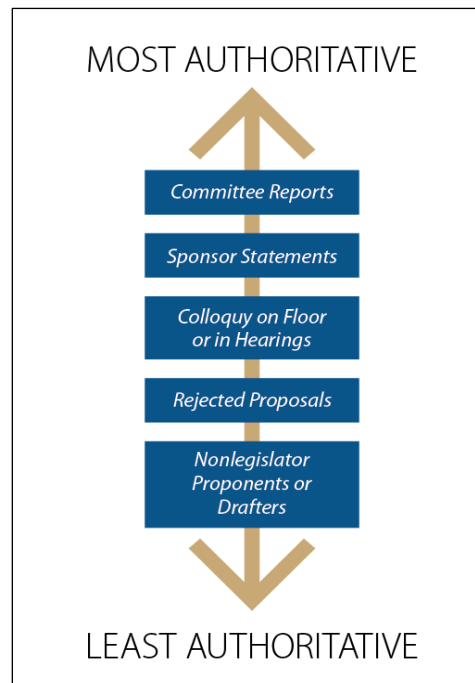 MOST AUTHORITATIVE
Committee Reports
Sponsor Statements
Colloquy on Floor
or in Hearings
Rejected Proposals
Nonlegislator
Proponents or
Drafters
LEAST AUTHORITATIVE